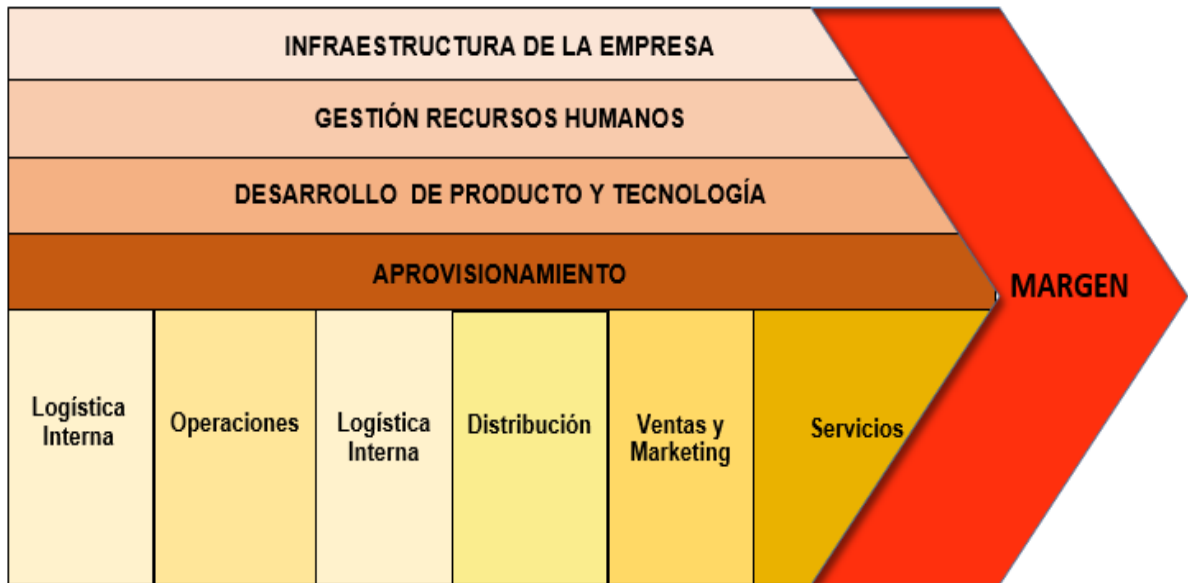 INFRAESTRUCTURA DE LA EMPRESA
GESTIÓN RECURSOS HUMANOS
DESARROLLO DE PRODUCTO Y TECNOLOGÍA
APROVISIONAMIENTO
MARGEN
Logística
Interna
Operaciones
Logística
Interna
Distribución
Ventas y
Marketing
Servicios